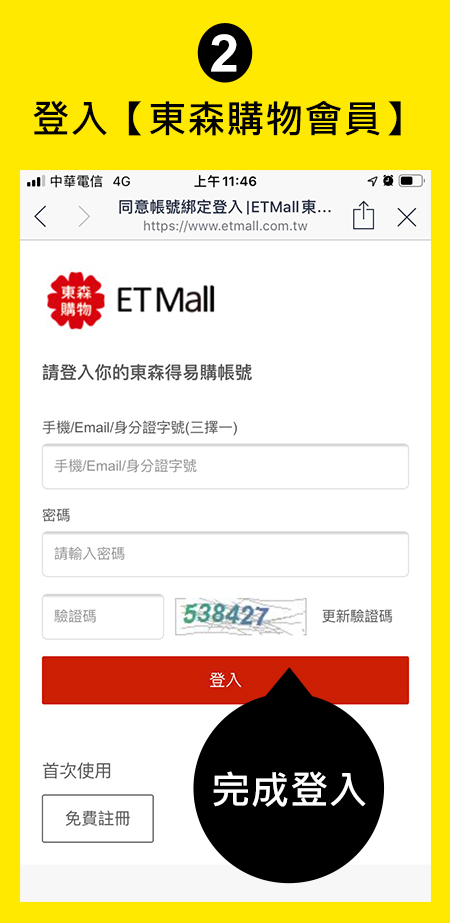 2
登入【東森購物會員】
中華電信 4G 上午11:46
同意帳號綁定登入|ETMall東...
https://www.etmall.com.tw
東森
購物
ETMall
請登入你的東森得易購帳號
手機/Email/身分證字號(三擇一)
手機/Email/身分證字號
密碼
請輸入密碼
驗證碼 538427 更新驗證碼
登入
完成登入
首次使用
免費註冊